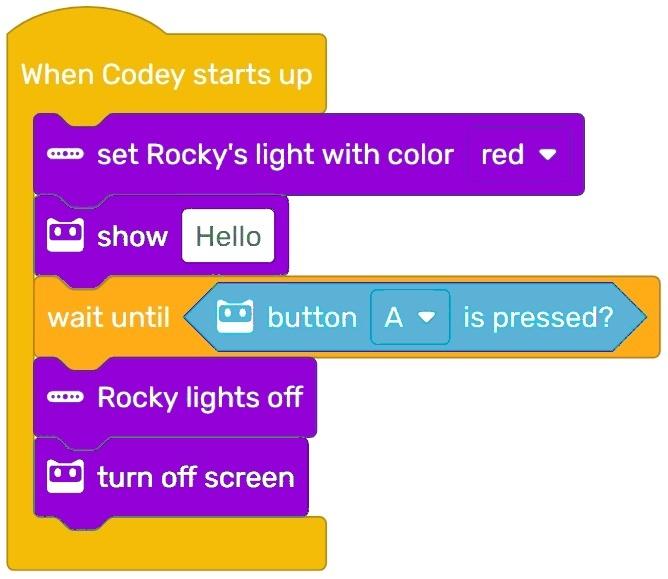 When Codey starts up
set Rocky's light with color red
show Hello
wait until button A is pressed?
Rocky lights off
turn off screen